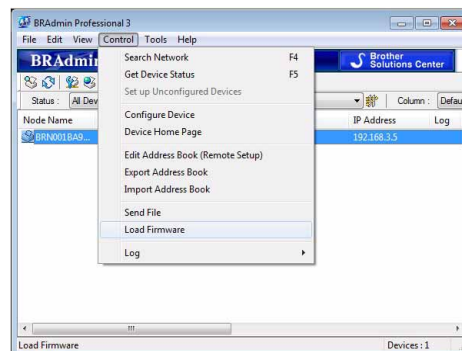 BRAdmin Professional 3
File Edit View Control Tools Help
BRAdmi
Brother
Solutions Center
Search Network F4
Get Device Status F5
Set up Unconfigured Devices
Configure Device
Device Home Page
Edit Address Book (Remote Setup)
Export Address Book
Import Address Book
Send File
Load Firmware
Log
Status : All Dev
Column : Defau
Node Name IP Address Log
BRN001BA9... 192.168.3.5
Load Firmware Devices : 1